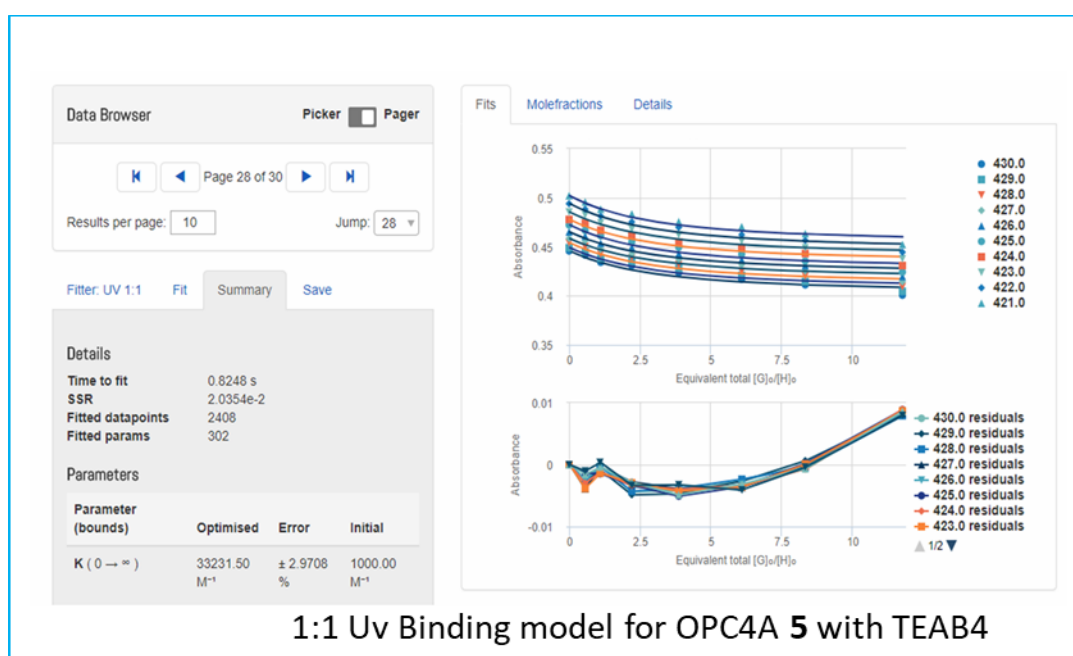 Data Browser
Picker Pager
Page 28 of 30
Results per page: 10
Jump: 28
Fitter: UV 1:1 Fit Summary Save
Details
Time to fit 0.8248 s
SSR 2.0354e-2
Fitted datapoints 2408
Fitted params 302
Parameters
Parameter
(bounds) Optimised Error Initial
K ( 0 → ∞ ) 33231.50 ± 2.9708 1000.00
M⁻¹ % M⁻¹
Fits Molefractions Details
0.55
0.5
0.45
0.4
0.35
Absorbance
0 2.5 5 7.5 10
Equivalent total [G]₀/[H]₀
430.0
429.0
428.0
427.0
426.0
425.0
424.0
423.0
422.0
421.0
0.01
0
-0.01
Absorbance
0 2.5 5 7.5 10
Equivalent total [G]₀/[H]₀
430.0 residuals
429.0 residuals
428.0 residuals
427.0 residuals
426.0 residuals
425.0 residuals
424.0 residuals
423.0 residuals
1/2
1:1 Uv Binding model for OPC4A 5 with TEAB4